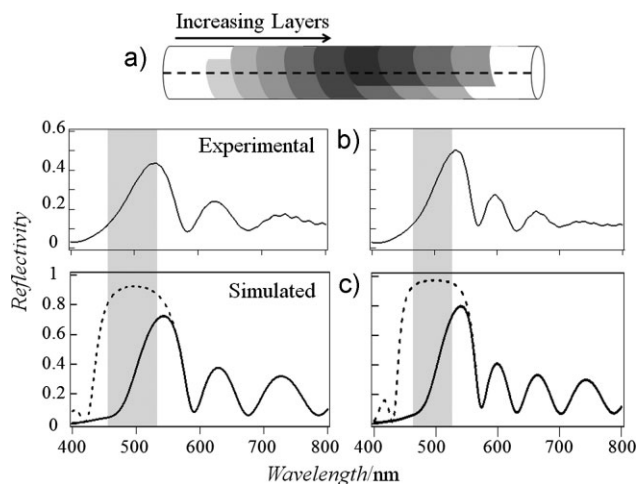 Increasing Layers
a)
0.6
0.4
0.2
0
Experimental
b)
Reflectivity
1
0.8
0.6
0.4
0.2
0
Simulated
c)
400 500 600 700 800
400 500 600 700 800
Wavelength/nm